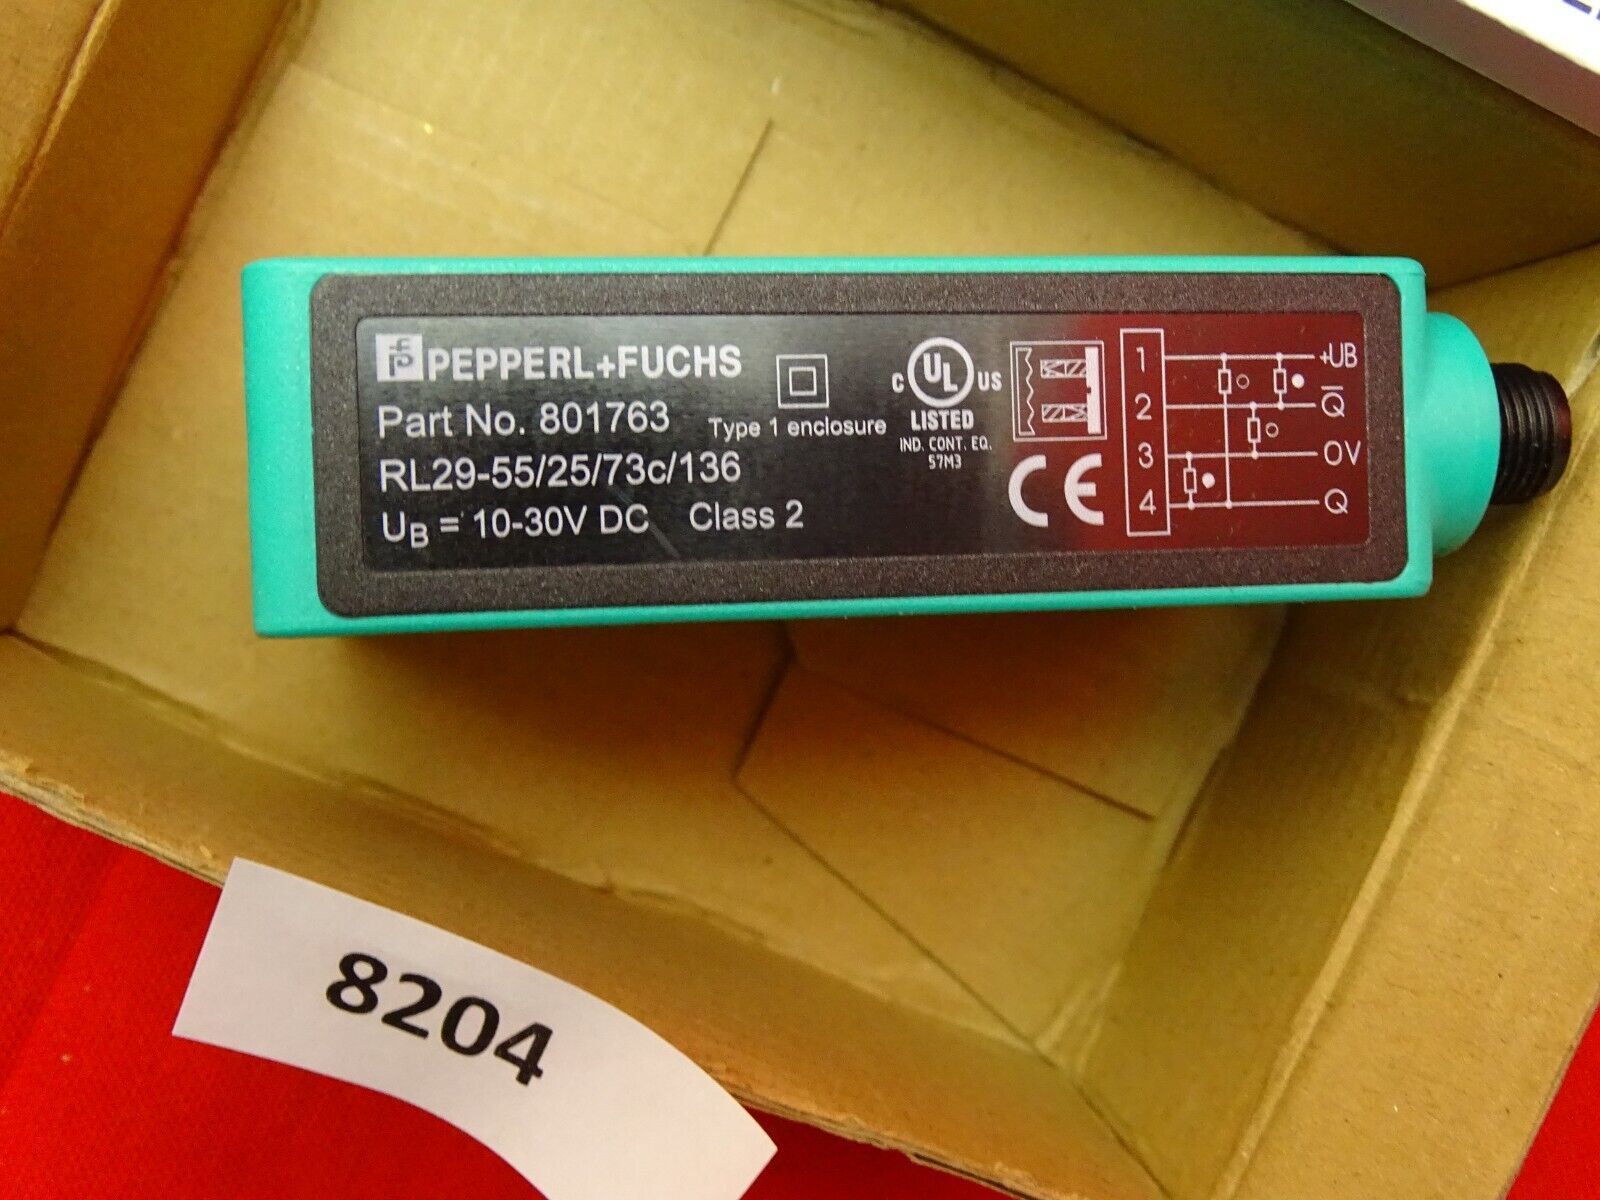 PEPPERL+FUCHS
Part No. 801763
Type 1 enclosure
RL29-55/25/73c/136
UB = 10-30V DC Class 2
C UL US
LISTED
IND. CONT. EQ.
57M3
CE
1 +UB
2 Q̅
3 0V
4 Q
8204